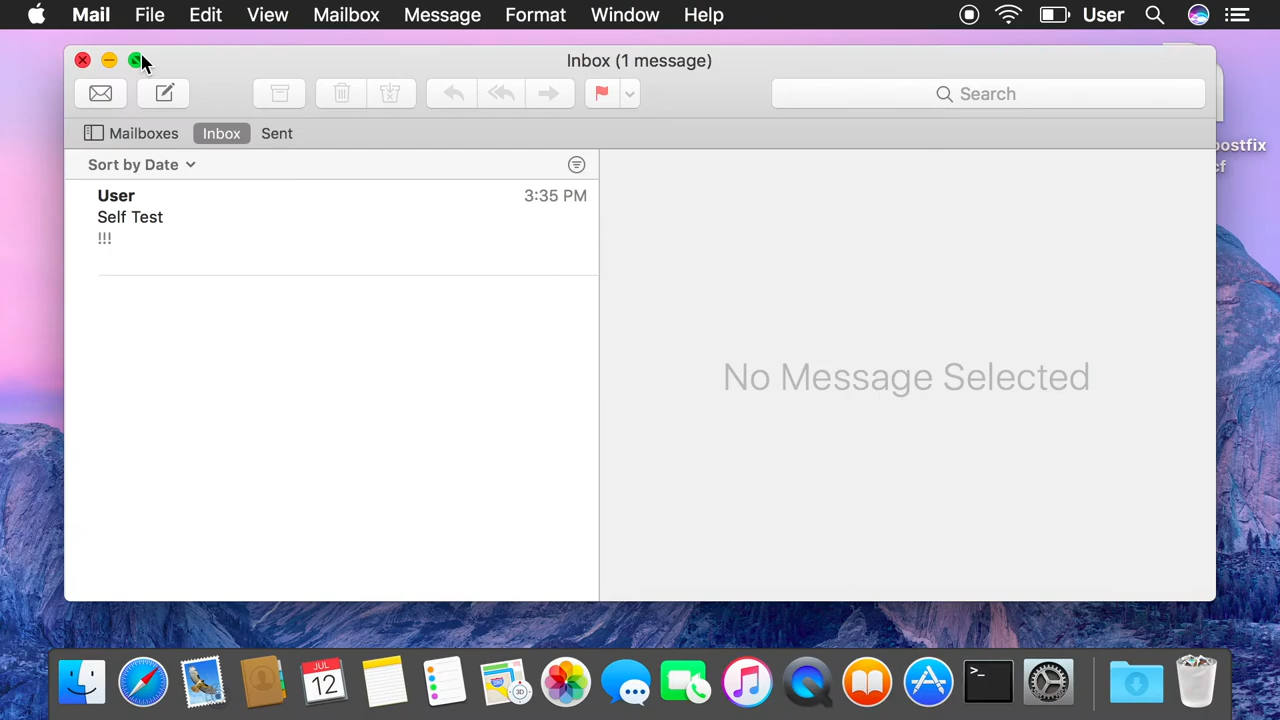 Mail File Edit View Mailbox Message Format Window Help User
Inbox (1 message)
Search
Mailboxes Inbox Sent
Sort by Date
User 3:35 PM
Self Test
!!!
No Message Selected
JUL
12
3D
>_